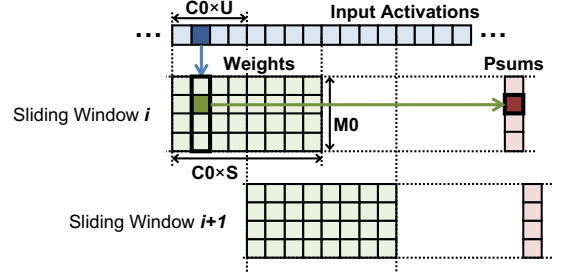 C0×U
Input Activations
... ...
Weights
Psums
Sliding Window i
M0
C0×S
Sliding Window i+1